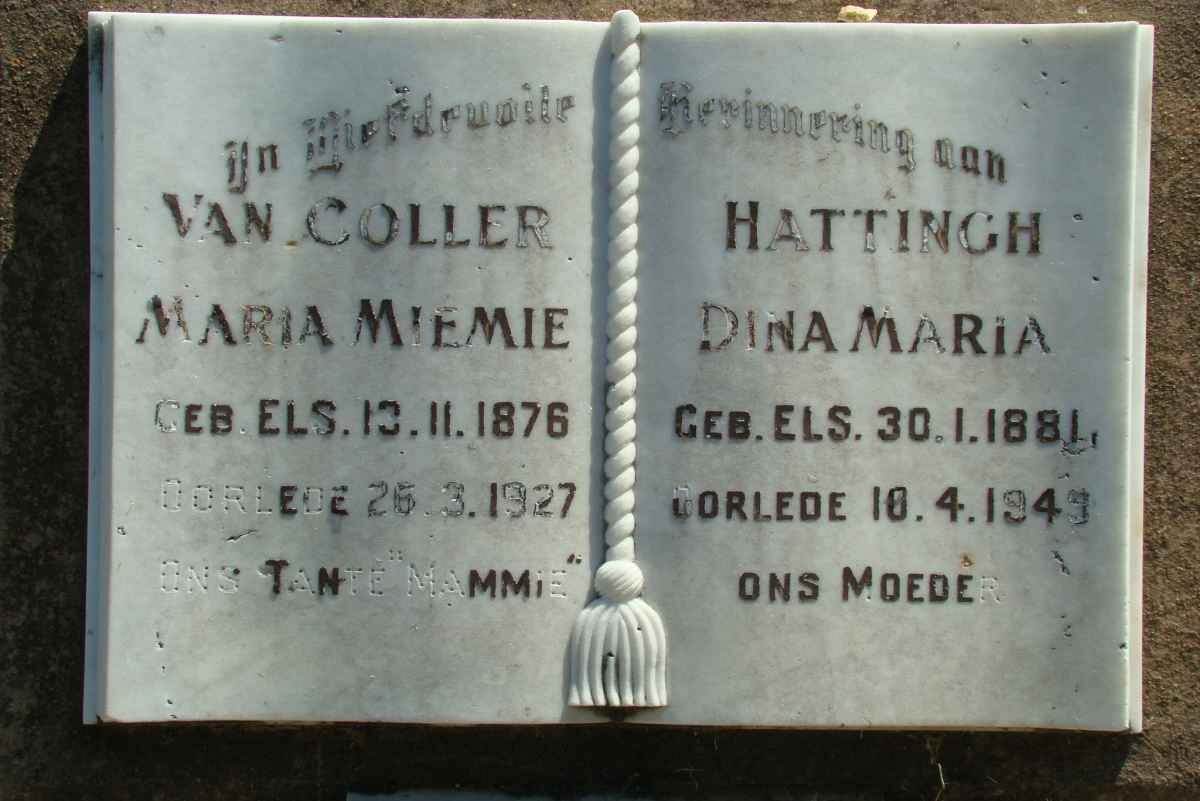 In Liefdevolle
VAN COLLER
MARIA MIEMIE
GEB. ELS. 13.11.1876
OORLEDE 26.3.1927
ONS TANTE "MAMMIE"
Herinnering aan
HATTINGH
DINA MARIA
GEB. ELS. 30.1.1881.
OORLEDE 18.4.1949
ONS MOEDER